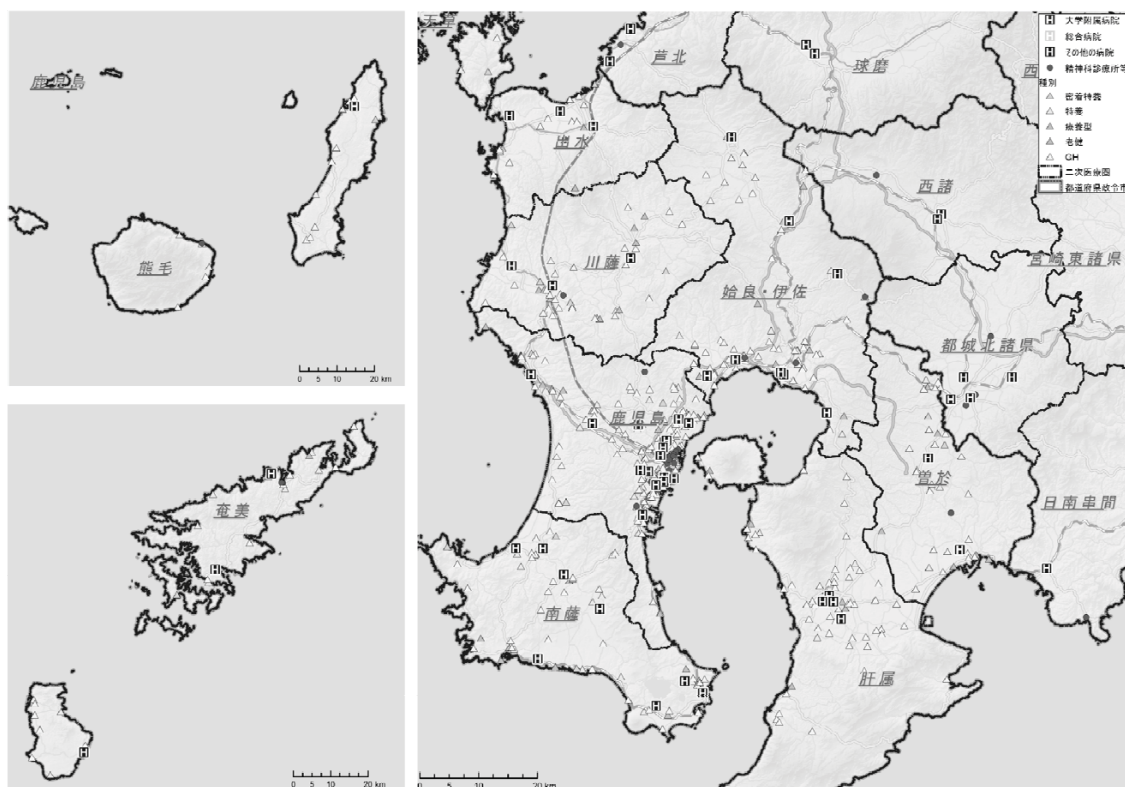 鹿児島
熊毛
0 5 10 20 km
奄美
0 5 10 20 km
天草
芦北
球磨
出水
西諸
川薩
姶良・伊佐
宮崎東諸県
都城北諸県
鹿児島
曽於
日南串間
南薩
肝属
0 5 10 20 km
大学附属病院
総合病院
その他の病院
精神科診療所等
種別
密着特養
特養
療養型
老健
GH
二次医療圏
都道府県政令市